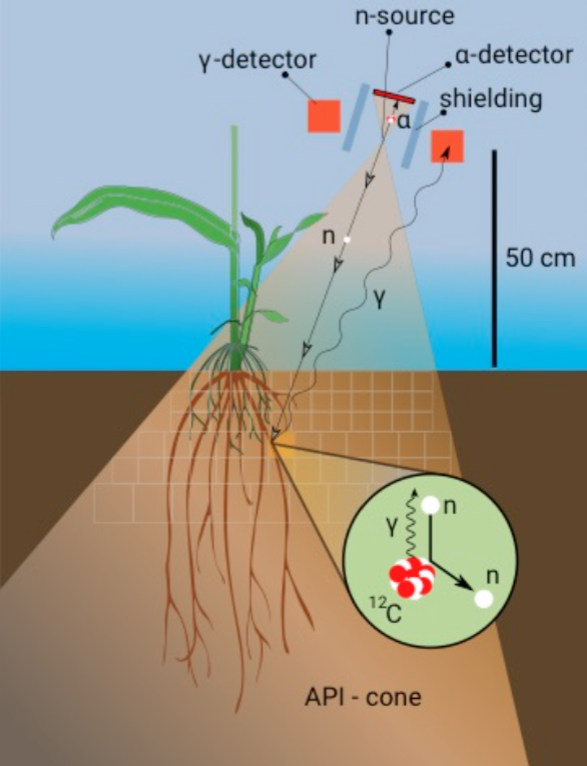 n-source
γ-detector
α-detector
shielding
α
n
50 cm
γ
n
γ
n
¹²C
API - cone